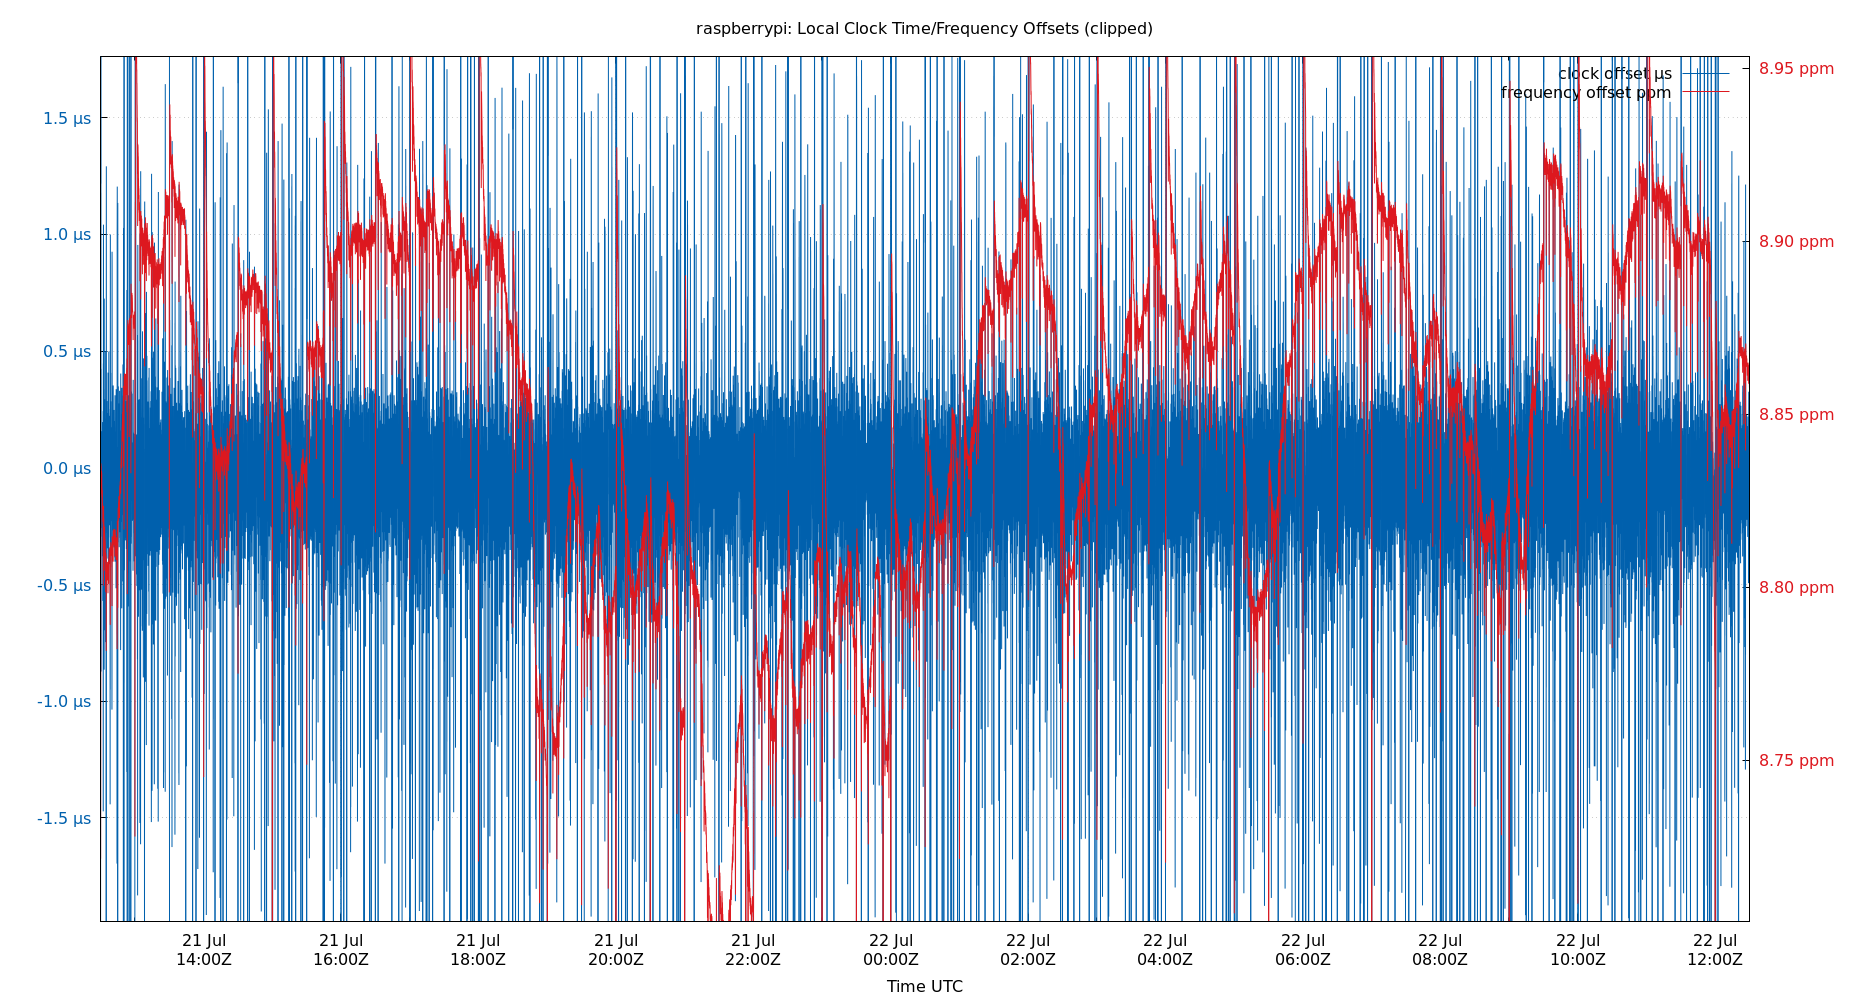 raspberrypi: Local Clock Time/Frequency Offsets (clipped)
clock offset µs
frequency offset ppm
1.5 µs
1.0 µs
0.5 µs
0.0 µs
-0.5 µs
-1.0 µs
-1.5 µs
8.95 ppm
8.90 ppm
8.85 ppm
8.80 ppm
8.75 ppm
21 Jul 21 Jul 21 Jul 21 Jul 21 Jul 22 Jul 22 Jul 22 Jul 22 Jul 22 Jul 22 Jul 22 Jul
14:00Z 16:00Z 18:00Z 20:00Z 22:00Z 00:00Z 02:00Z 04:00Z 06:00Z 08:00Z 10:00Z 12:00Z
Time UTC